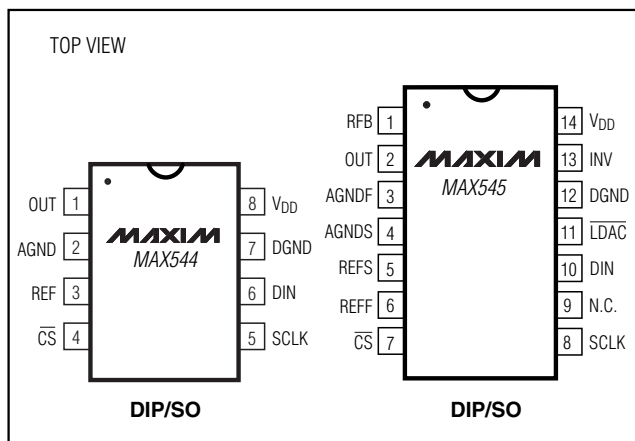 TOP VIEW
OUT 1
AGND 2
REF 3
CS 4
8 VDD
7 DGND
6 DIN
5 SCLK
MAXIM
MAX544
DIP/SO
RFB 1
OUT 2
AGNDF 3
AGNDS 4
REFS 5
REFF 6
CS 7
14 VDD
13 INV
12 DGND
11 LDAC
10 DIN
9 N.C.
8 SCLK
MAXIM
MAX545
DIP/SO